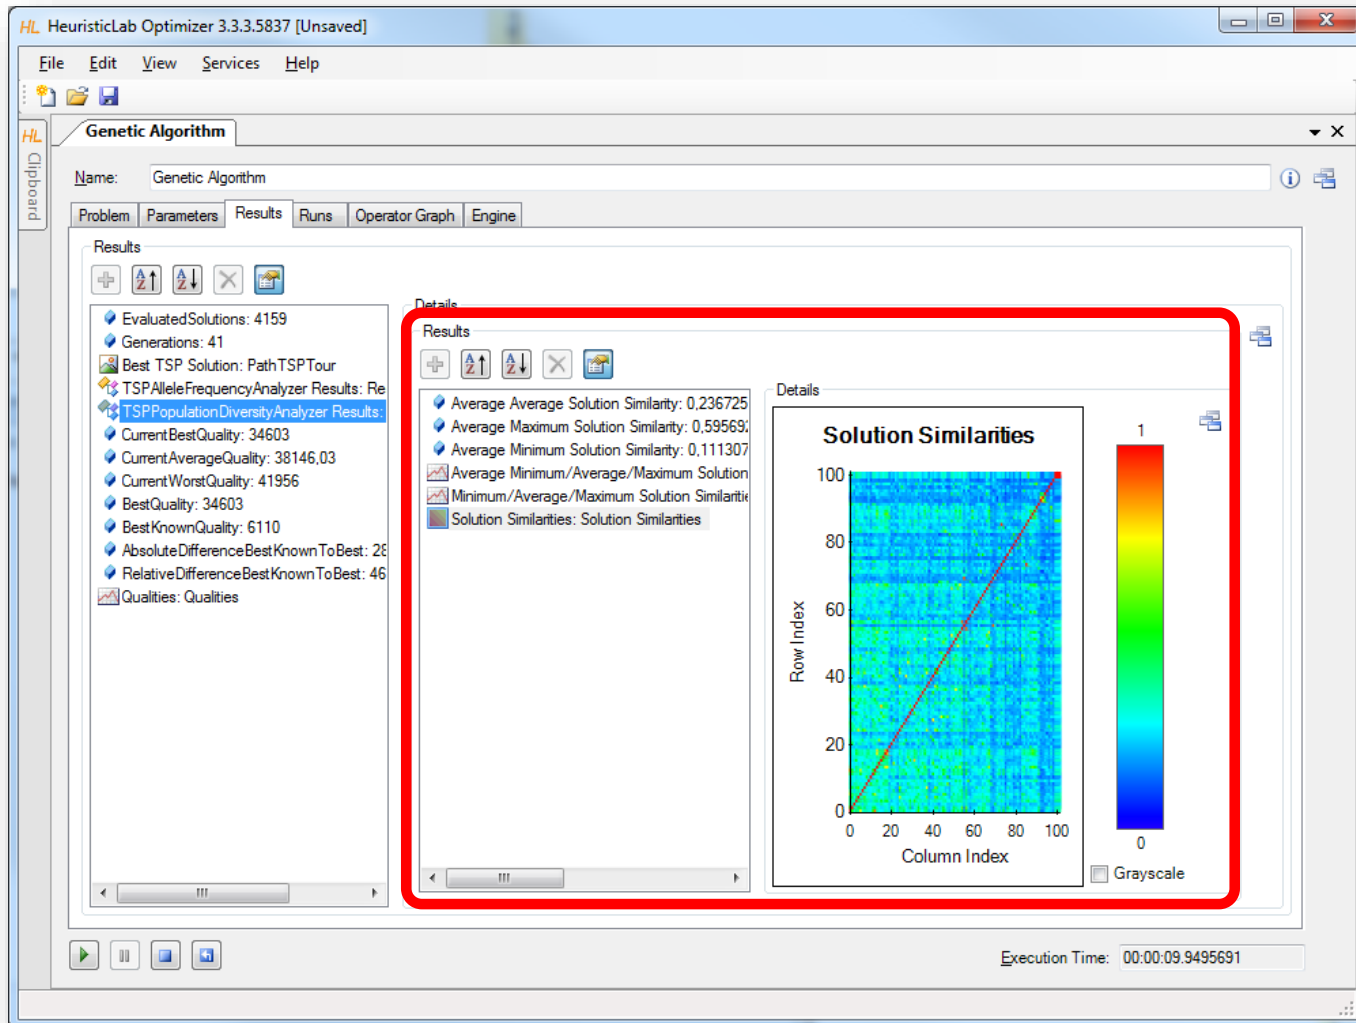 HL HeuristicLab Optimizer 3.3.3.5837 [Unsaved]
File Edit View Services Help
HL Clipboard
Genetic Algorithm
Name: Genetic Algorithm
Problem Parameters Results Runs Operator Graph Engine
Results
EvaluatedSolutions: 4159
Generations: 41
Best TSP Solution: PathTSPTour
TSPAlleleFrequencyAnalyzer Results: Re
TSPPopulationDiversityAnalyzer Results:
CurrentBestQuality: 34603
CurrentAverageQuality: 38146,03
CurrentWorstQuality: 41956
BestQuality: 34603
BestKnownQuality: 6110
AbsoluteDifferenceBestKnownToBest: 28
RelativeDifferenceBestKnownToBest: 46
Qualities: Qualities
Details
Results
Average Average Solution Similarity: 0,236725
Average Maximum Solution Similarity: 0,595692
Average Minimum Solution Similarity: 0,111307
Average Minimum/Average/Maximum Solution
Minimum/Average/Maximum Solution Similaritie
Solution Similarities: Solution Similarities
Details
Solution Similarities
100
80
60
40
20
0
Row Index
0 20 40 60 80 100
Column Index
1
0
Grayscale
Execution Time: 00:00:09.9495691